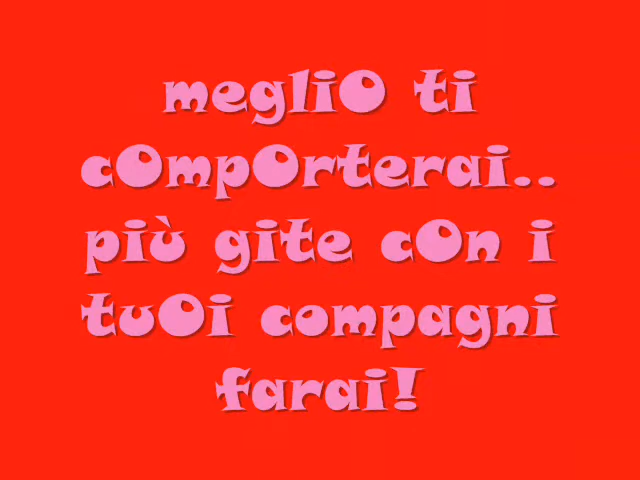 megliO ti
cOmpOrterai..
più gite cOn i
tuOi compagni
farai!